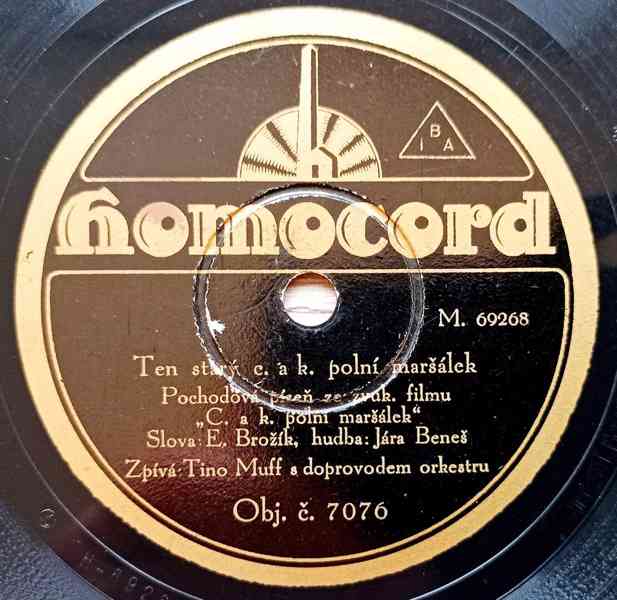 B
I A
homocord
M. 69268
Ten starý c. a k. polní maršálek
Pochodová píseň ze zvuk. filmu
„C. a k. polní maršálek“
Slova: E. Brožík, hudba: Jára Beneš
Zpívá: Tino Muff s doprovodem orkestru
Obj. č. 7076